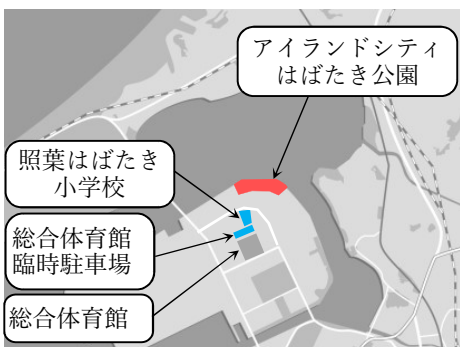 アイランドシティ
はばたき公園
照葉はばたき
小学校
総合体育館
臨時駐車場
総合体育館